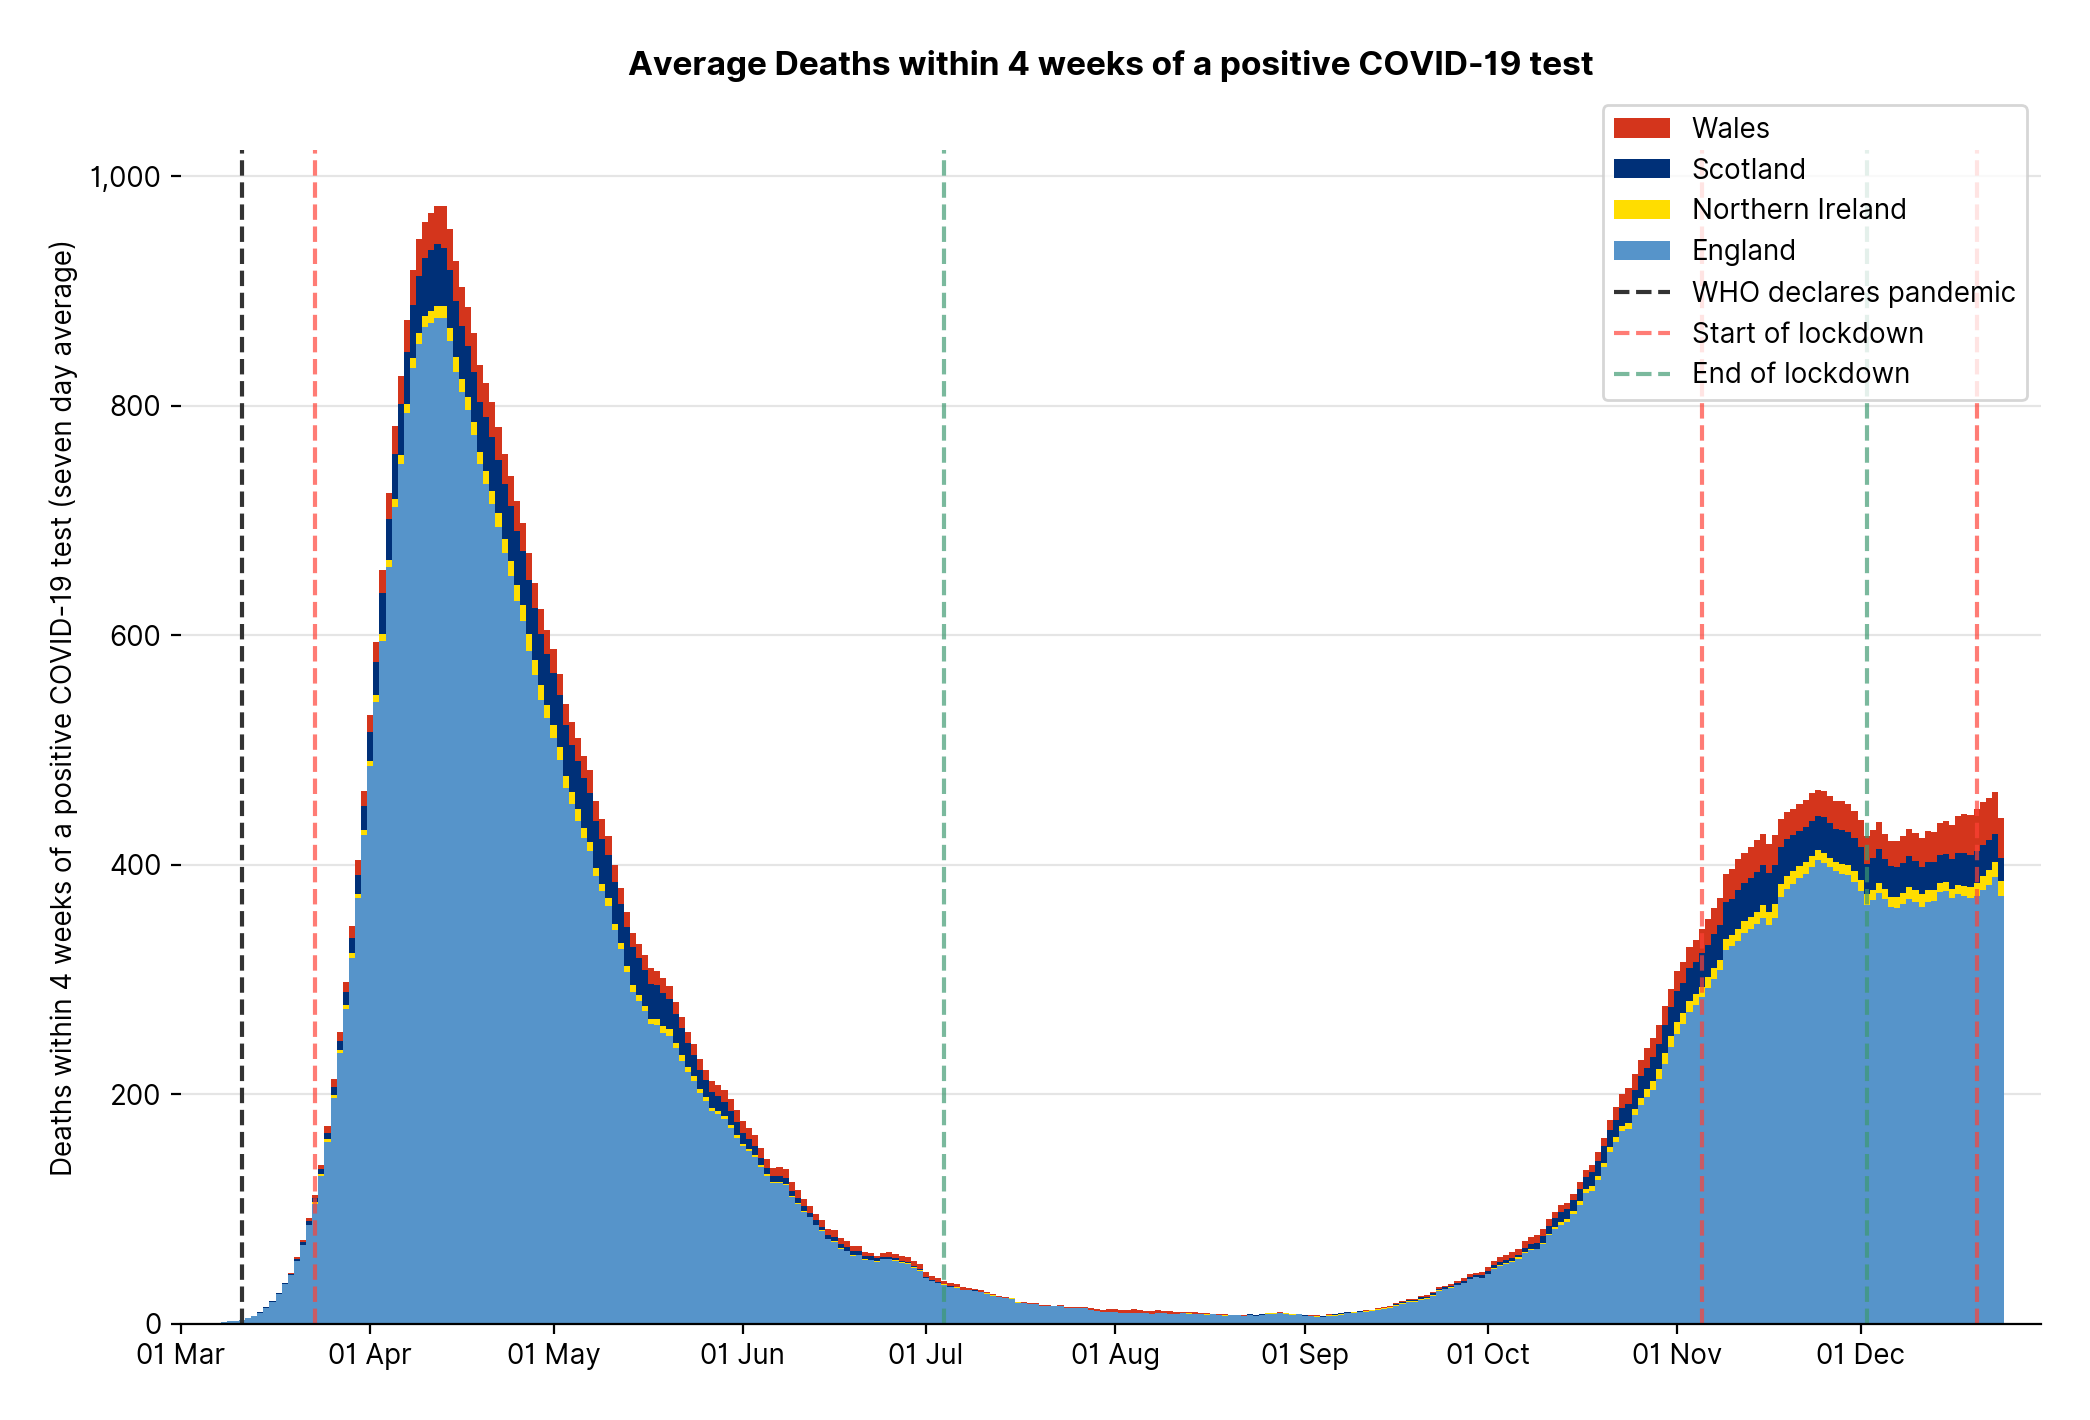 Average Deaths within 4 weeks of a positive COVID-19 test
Wales
Scotland
Northern Ireland
England
WHO declares pandemic
Start of lockdown
End of lockdown
Deaths within 4 weeks of a positive COVID-19 test (seven day average)
1,000
800
600
400
200
0
01 Mar
01 Apr
01 May
01 Jun
01 Jul
01 Aug
01 Sep
01 Oct
01 Nov
01 Dec